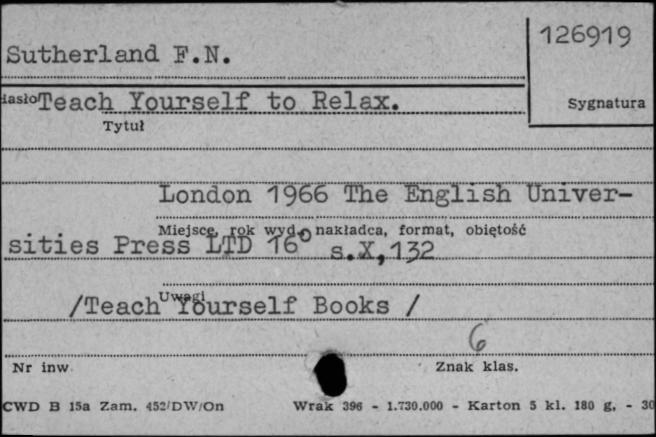 Sutherland F.N.
126919
iasło Teach Yourself to Relax.
Sygnatura
Tytuł
London 1966 The English Univer-
Miejsce, rok wyd., nakładca, format, objętość
sities Press LTD 16° s.X,132
Uwagi
/Teach Yourself Books /
6
Nr inw.
Znak klas.
CWD B 15a Zam. 452/DW/On
Wrak 396 - 1.730.000 - Karton 5 kl. 180 g. - 30